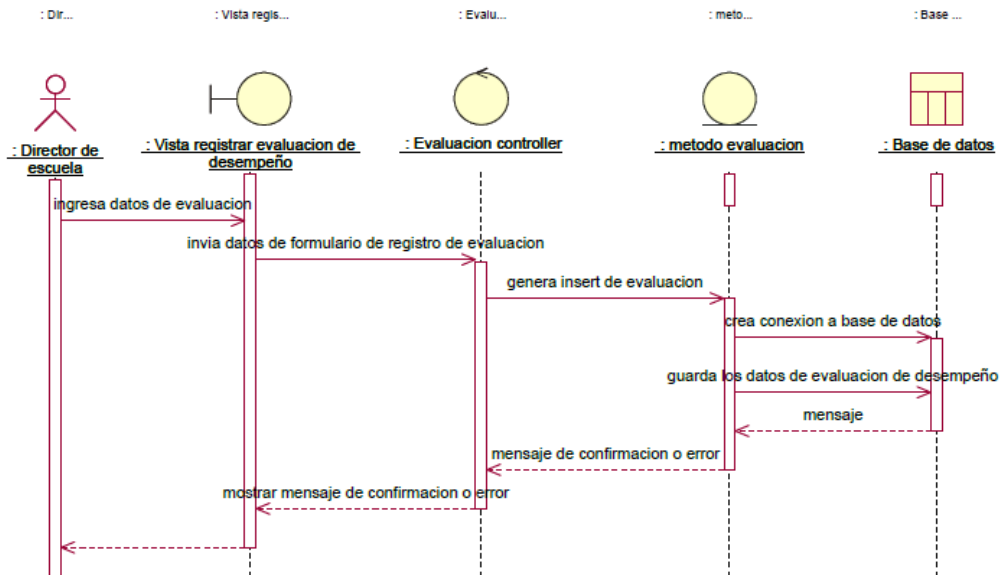 : Dir...
: Vista regis...
: Evalu...
: meto...
: Base ...
: Director de
escuela
: Vista registrar evaluacion de
desempeño
: Evaluacion controller
: metodo evaluacion
: Base de datos
ingresa datos de evaluacion
invia datos de formulario de registro de evaluacion
genera insert de evaluacion
crea conexion a base de datos
guarda los datos de evaluacion de desempeño
mensaje
mensaje de confirmacion o error
mostrar mensaje de confirmacion o error